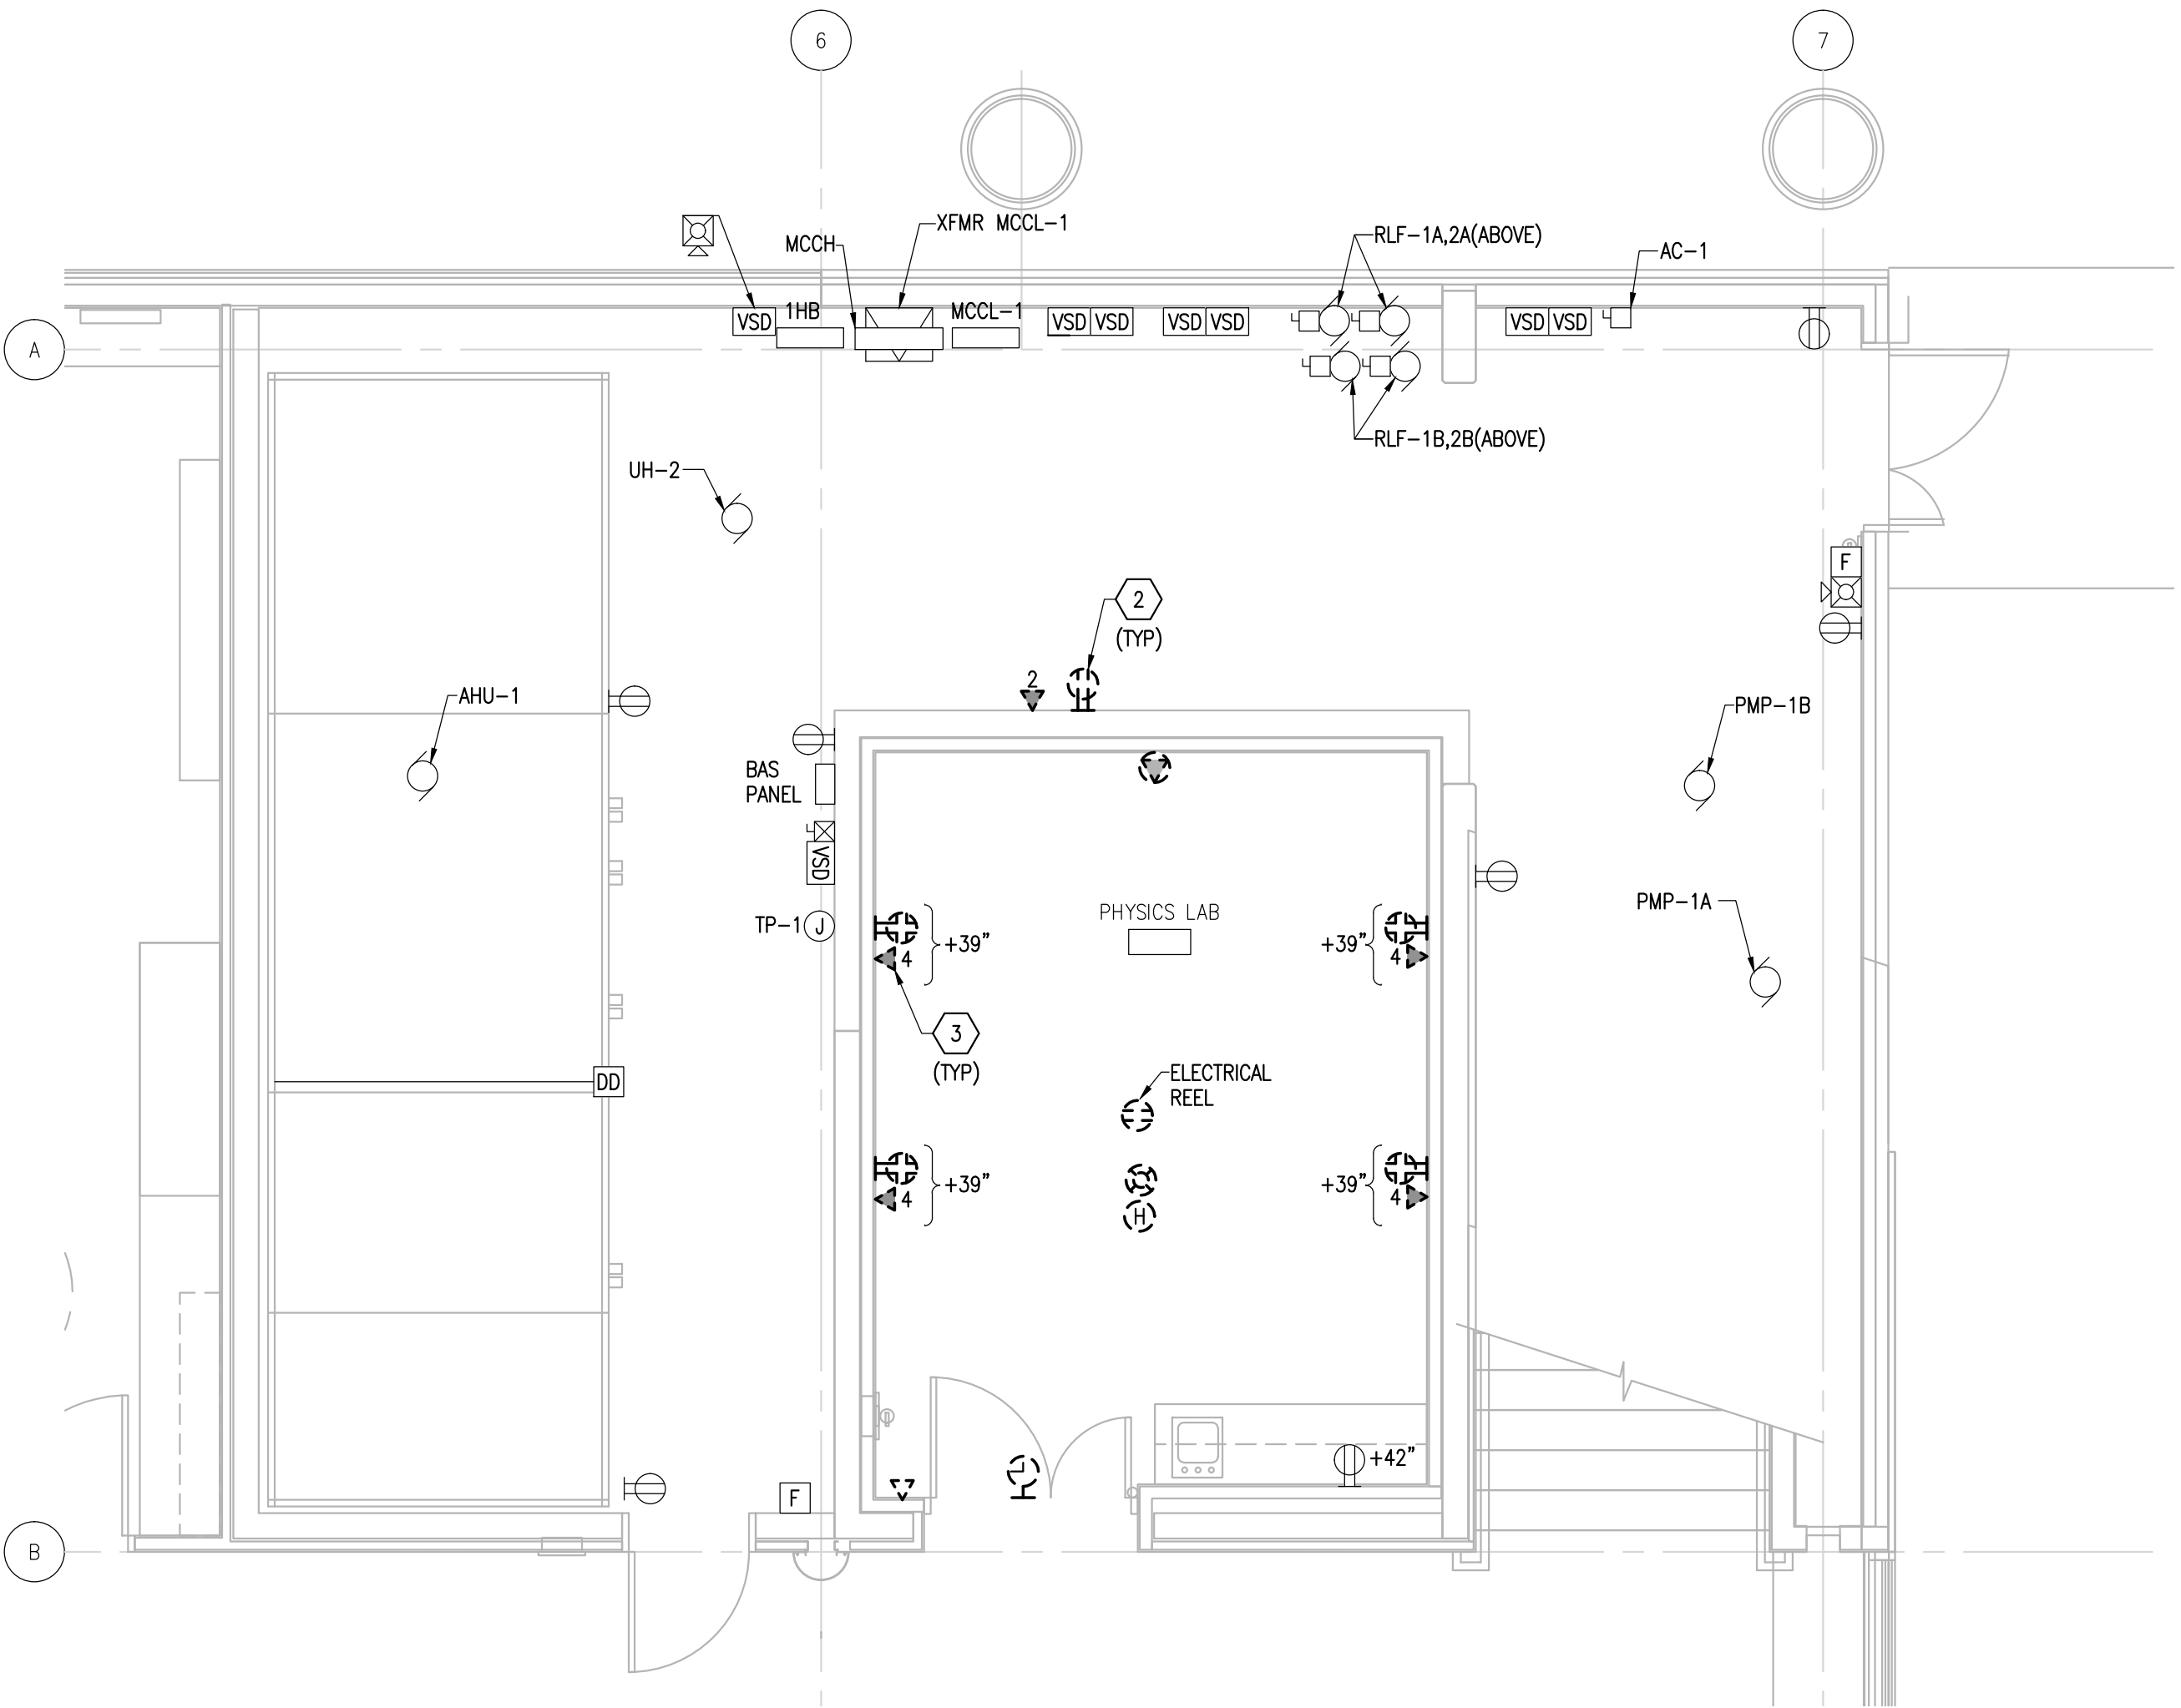 6
7
XFMR MCCL-1
MCCH
RLF-1A,2A(ABOVE)
AC-1
1HB
MCCL-1
VSD
VSD
VSD
VSD
VSD
VSD
VSD
A
RLF-1B,2B(ABOVE)
UH-2
F
2
(TYP)
2
AHU-1
PMP-1B
BAS
PANEL
VSD
PMP-1A
PHYSICS LAB
TP-1
J
+39"
+39"
4
4
3
(TYP)
ELECTRICAL
REEL
DD
+39"
+39"
4
4
H
L
+42"
F
B